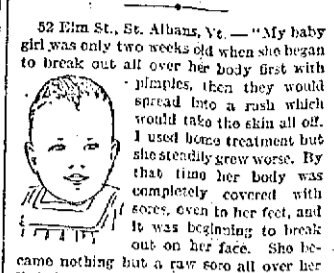 52 Elm St., St. Albans, Vt. — "My baby
girl was only two weeks old when she began
to break out all over her body first with
pimples, then they would
spread into a rash which
would take the skin all off.
I used home treatment but
she steadily grew worse. By
that time her body was
completely covered with
sores, even to her feet, and
it was beginning to break
out on her face. She be-
came nothing but a raw sore all over her